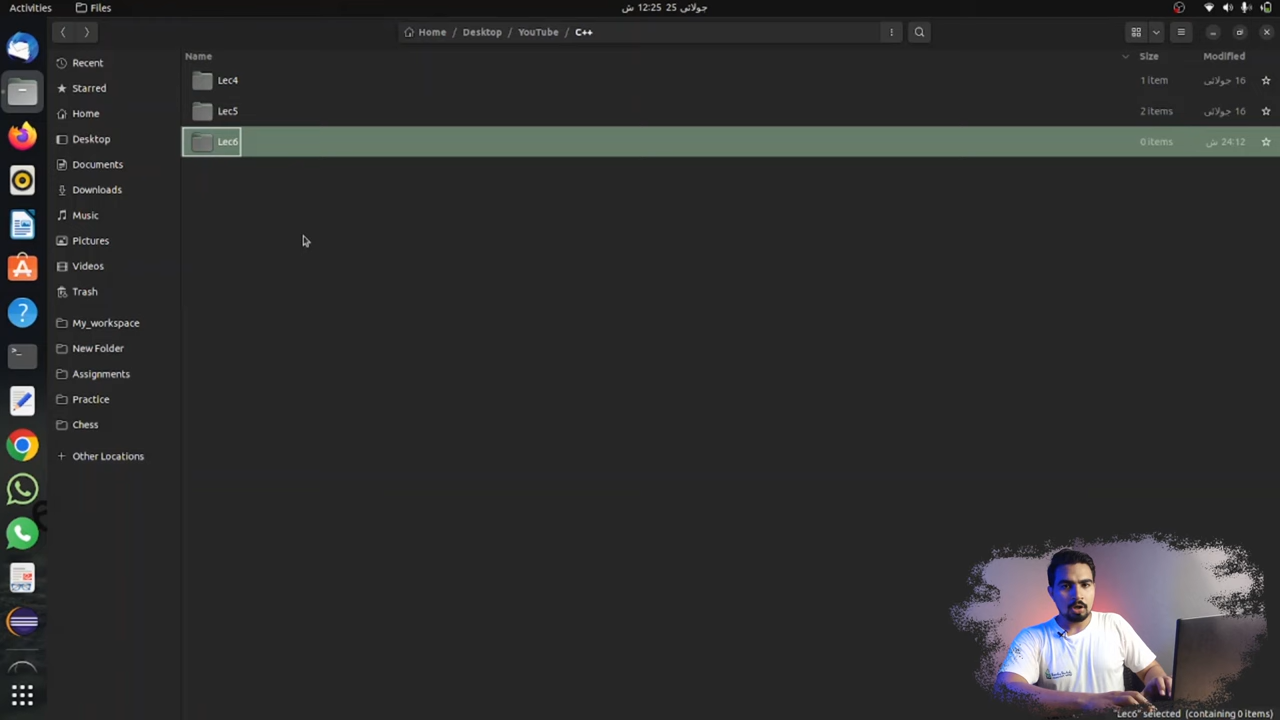 Activities
Files
جولائی 25 12:25 ش
Home / Desktop / YouTube / C++
Name
Size
Modified
Recent
Lec4
1 item
16 جولائی
Starred
Home
Lec5
2 items
16 جولائی
Desktop
Lec6
0 items
24:12 ش
Documents
Downloads
Music
Pictures
Videos
Trash
My_workspace
New Folder
Assignments
Practice
Chess
+ Other Locations
"Lec6" selected (containing 0 items)